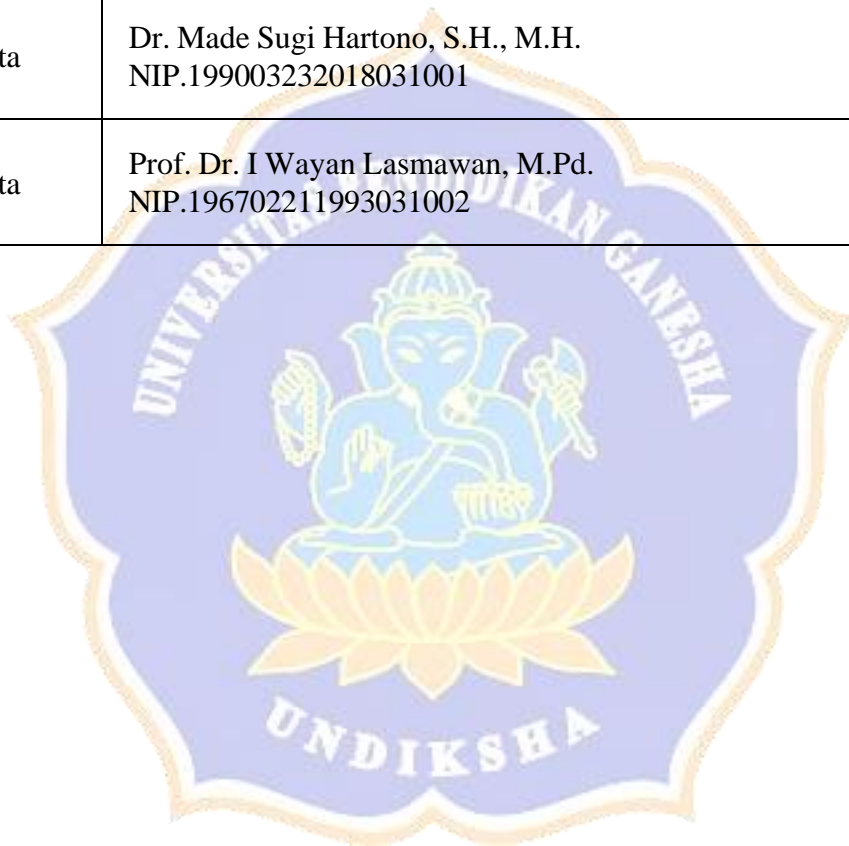 ta
Dr. Made Sugi Hartono, S.H., M.H.
NIP.199003232018031001
ta
Prof. Dr. I Wayan Lasmawan, M.Pd.
NIP.196702211993031002
UNIVERSITAS PENDIDIKAN GANESHA
UNDIKSHA